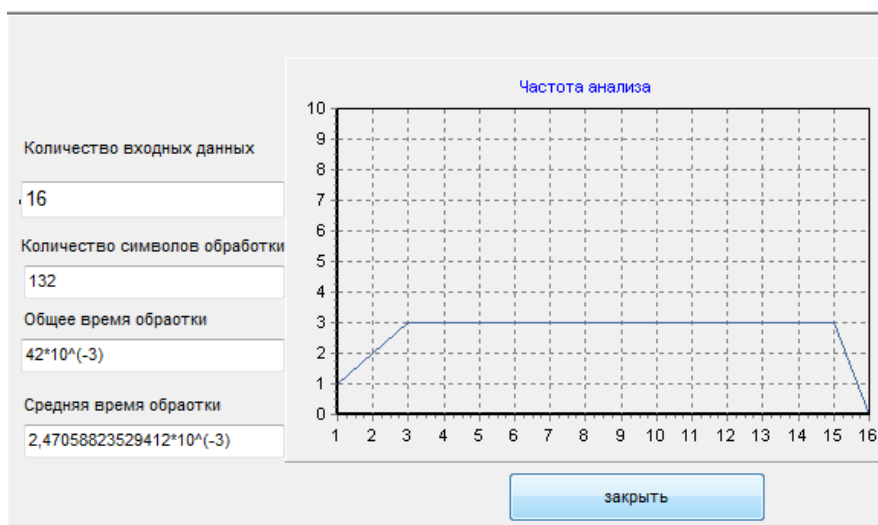 Частота анализа
10
9
8
7
6
5
4
3
2
1
0
1 2 3 4 5 6 7 8 9 10 11 12 13 14 15 16
Количество входных данных
16
Количество символов обработки
132
Общее время обраотки
42*10^(-3)
Средняя время обраотки
2,47058823529412*10^(-3)
закрыть